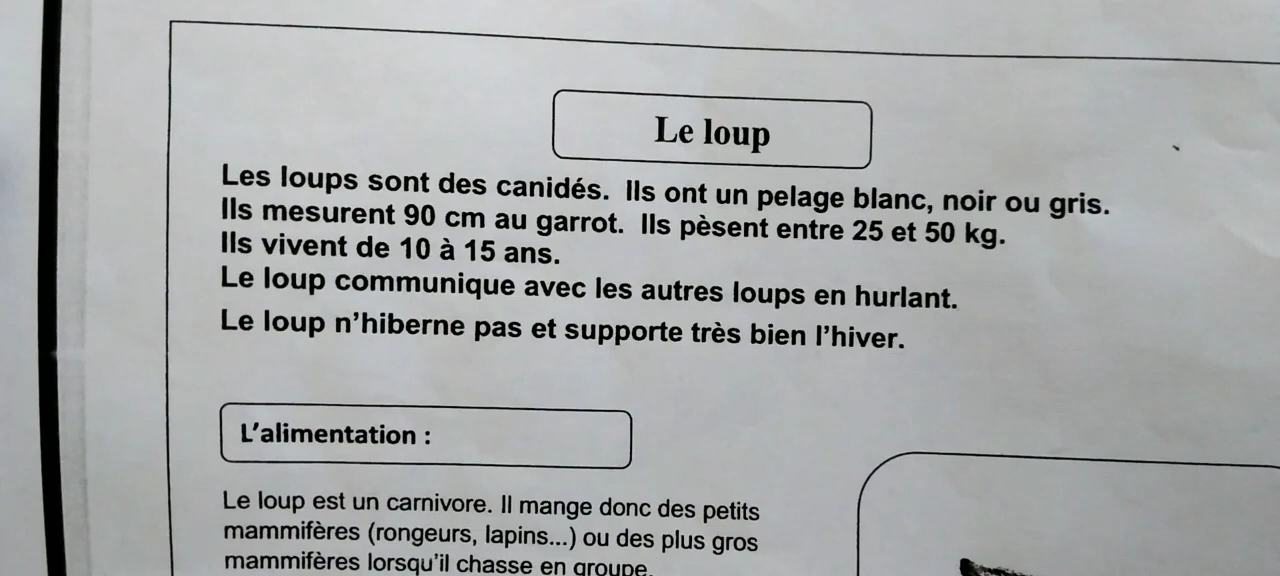 Le loup
Les loups sont des canidés. Ils ont un pelage blanc, noir ou gris.
Ils mesurent 90 cm au garrot. Ils pèsent entre 25 et 50 kg.
Ils vivent de 10 à 15 ans.
Le loup communique avec les autres loups en hurlant.
Le loup n’hiberne pas et supporte très bien l’hiver.
L’alimentation :
Le loup est un carnivore. Il mange donc des petits
mammifères (rongeurs, lapins...) ou des plus gros
mammifères lorsqu’il chasse en groupe.